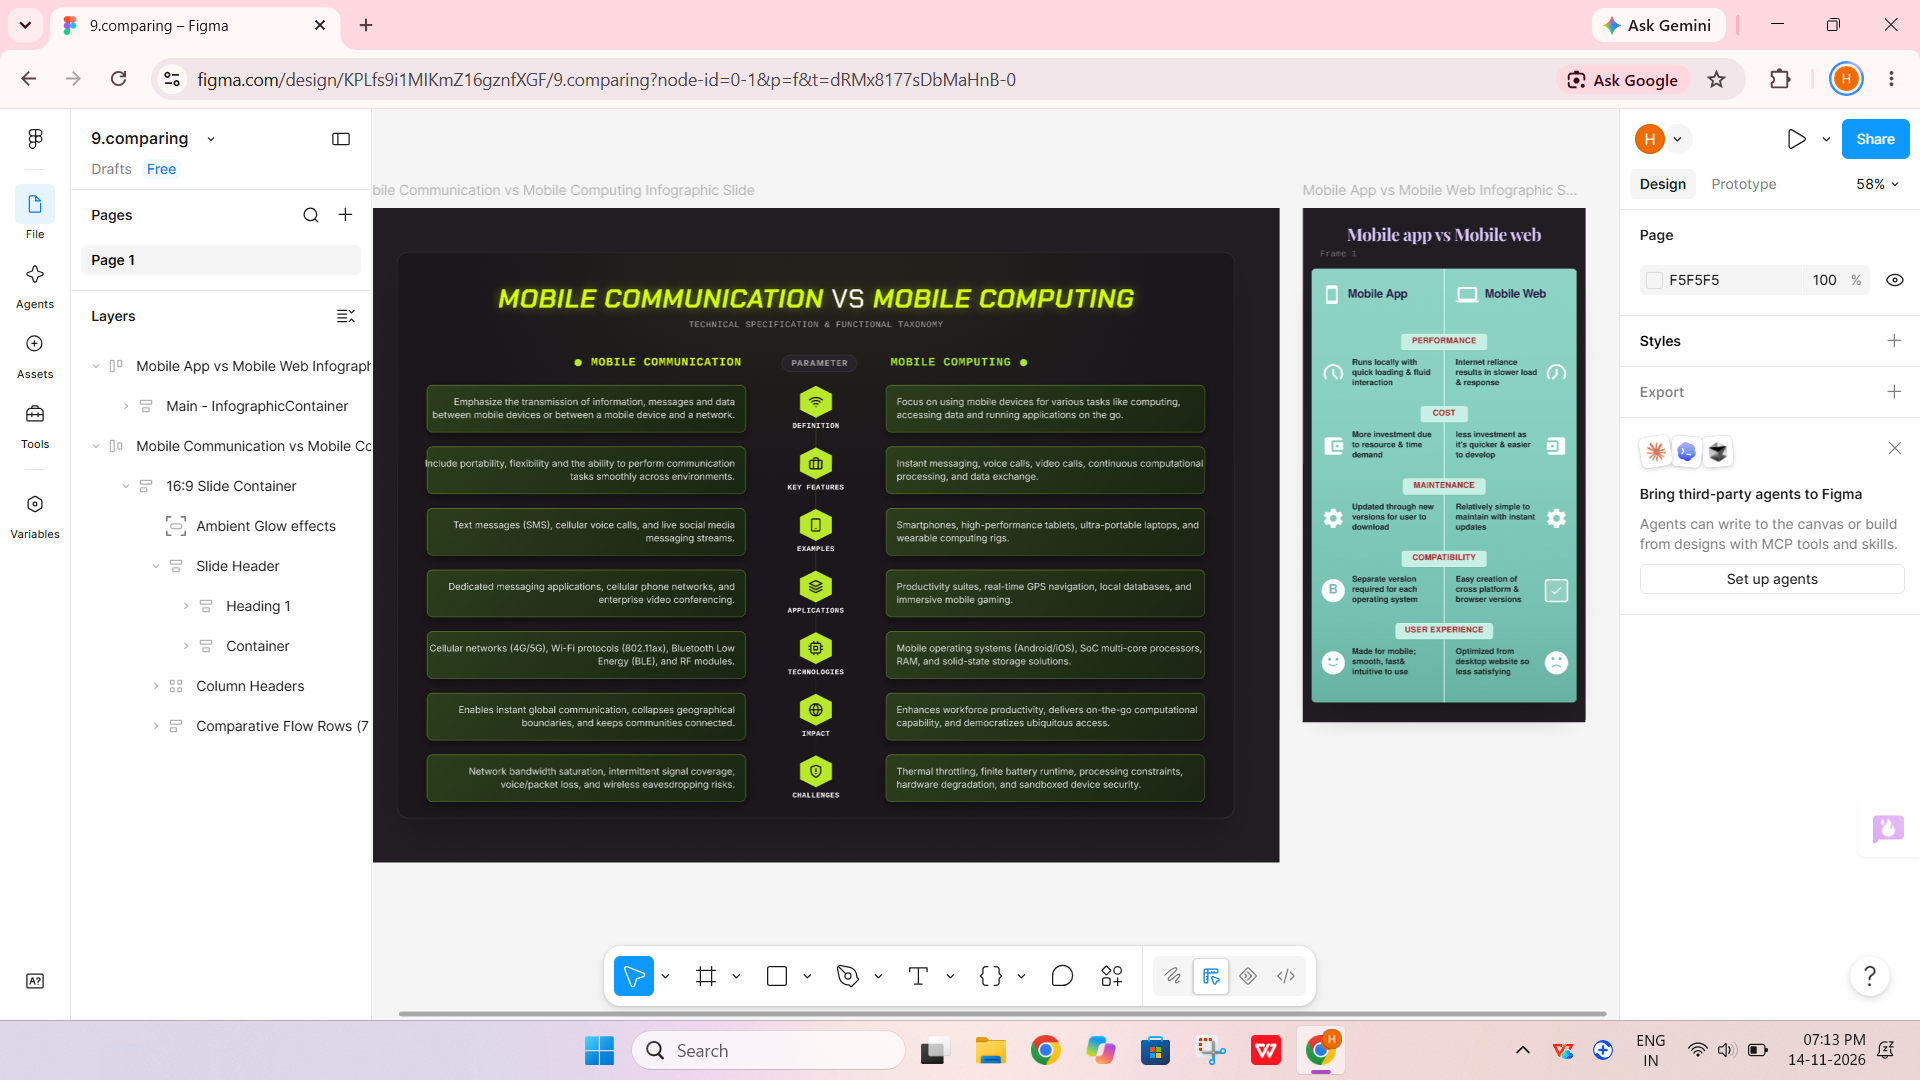 9.comparing – Figma
Ask Gemini
figma.com/design/KPLfs9i1MIKmZ16gznfXGF/9.comparing?node-id=0-1&p=f&t=dRMx8177sDbMaHnB-0
Ask Google
H
File
Agents
Assets
Tools
Variables
A?
9.comparing
Drafts
Free
Pages
Page 1
Layers
Mobile App vs Mobile Web Infograph
Main - InfographicContainer
Mobile Communication vs Mobile Co
16:9 Slide Container
Ambient Glow effects
Slide Header
Heading 1
Container
Column Headers
Comparative Flow Rows (7
bile Communication vs Mobile Computing Infographic Slide
MOBILE COMMUNICATION VS MOBILE COMPUTING
TECHNICAL SPECIFICATION & FUNCTIONAL TAXONOMY
MOBILE COMMUNICATION
PARAMETER
MOBILE COMPUTING
Emphasize the transmission of information, messages and data
between mobile devices or between a mobile device and a network.
DEFINITION
Focus on using mobile devices for various tasks like computing,
accessing data and running applications on the go.
Include portability, flexibility and the ability to perform communication
tasks smoothly across environments.
KEY FEATURES
Instant messaging, voice calls, video calls, continuous computational
processing, and data exchange.
Text messages (SMS), cellular voice calls, and live social media
messaging streams.
EXAMPLES
Smartphones, high-performance tablets, ultra-portable laptops, and
wearable computing rigs.
Dedicated messaging applications, cellular phone networks, and
enterprise video conferencing.
APPLICATIONS
Productivity suites, real-time GPS navigation, local databases, and
immersive mobile gaming.
Cellular networks (4G/5G), Wi-Fi protocols (802.11ax), Bluetooth Low
Energy (BLE), and RF modules.
TECHNOLOGIES
Mobile operating systems (Android/iOS), SoC multi-core processors,
RAM, and solid-state storage solutions.
Enables instant global communication, collapses geographical
boundaries, and keeps communities connected.
IMPACT
Enhances workforce productivity, delivers on-the-go computational
capability, and democratizes ubiquitous access.
Network bandwidth saturation, intermittent signal coverage,
voice/packet loss, and wireless eavesdropping risks.
CHALLENGES
Thermal throttling, finite battery runtime, processing constraints,
hardware degradation, and sandboxed device security.
Mobile App vs Mobile Web Infographic S...
Mobile app vs Mobile web
Frame 1
Mobile App
Mobile Web
PERFORMANCE
Runs locally with
quick loading & fluid
interaction
Internet reliance
results in slower load
& response
COST
More investment due
to resource & time
demand
less investment as
it's quicker & easier
to develop
MAINTENANCE
Updated through new
versions for user to
download
Relatively simple to
maintain with instant
updates
COMPATIBILITY
B
Separate version
required for each
operating system
Easy creation of
cross platform &
browser versions
USER EXPERIENCE
Made for mobile;
smooth, fast&
intuitive to use
Optimized from
desktop website so
less satisfying
H
Share
Design
Prototype
58%
Page
F5F5F5
100
%
Styles
Export
Bring third-party agents to Figma
Agents can write to the canvas or build
from designs with MCP tools and skills.
Set up agents
?
Search
H
ENG
IN
07:13 PM
14-11-2026